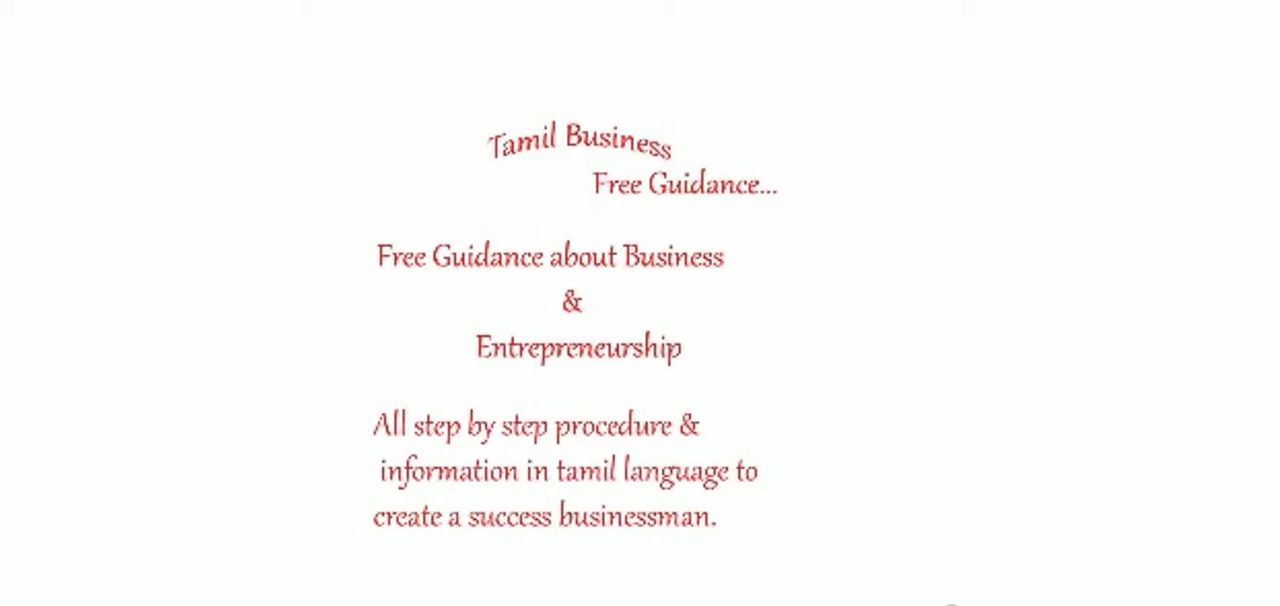 Tamil Business
Free Guidance...
Free Guidance about Business
&
Entrepreneurship
All step by step procedure &
information in tamil language to
create a success businessman.